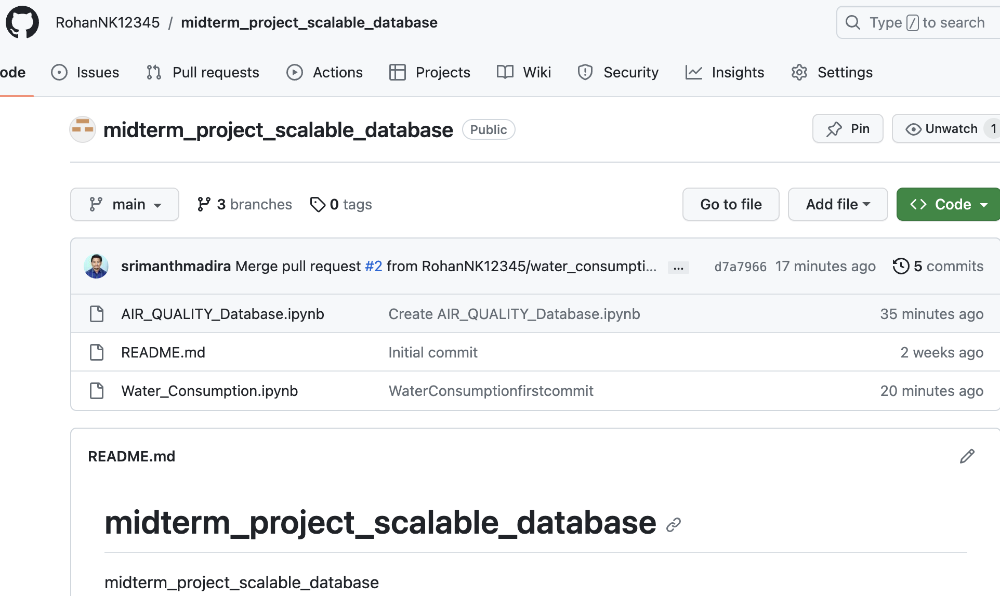 RohanNK12345 / midterm_project_scalable_database
Type / to search
ode Issues Pull requests Actions Projects Wiki Security Insights Settings
midterm_project_scalable_database Public Pin Unwatch 1
main 3 branches 0 tags Go to file Add file Code
srimanthmadira Merge pull request #2 from RohanNK12345/water_consumpti... ... d7a7966 17 minutes ago 5 commits
AIR_QUALITY_Database.ipynb Create AIR_QUALITY_Database.ipynb 35 minutes ago
README.md Initial commit 2 weeks ago
Water_Consumption.ipynb WaterConsumptionfirstcommit 20 minutes ago
README.md
midterm_project_scalable_database
midterm_project_scalable_database